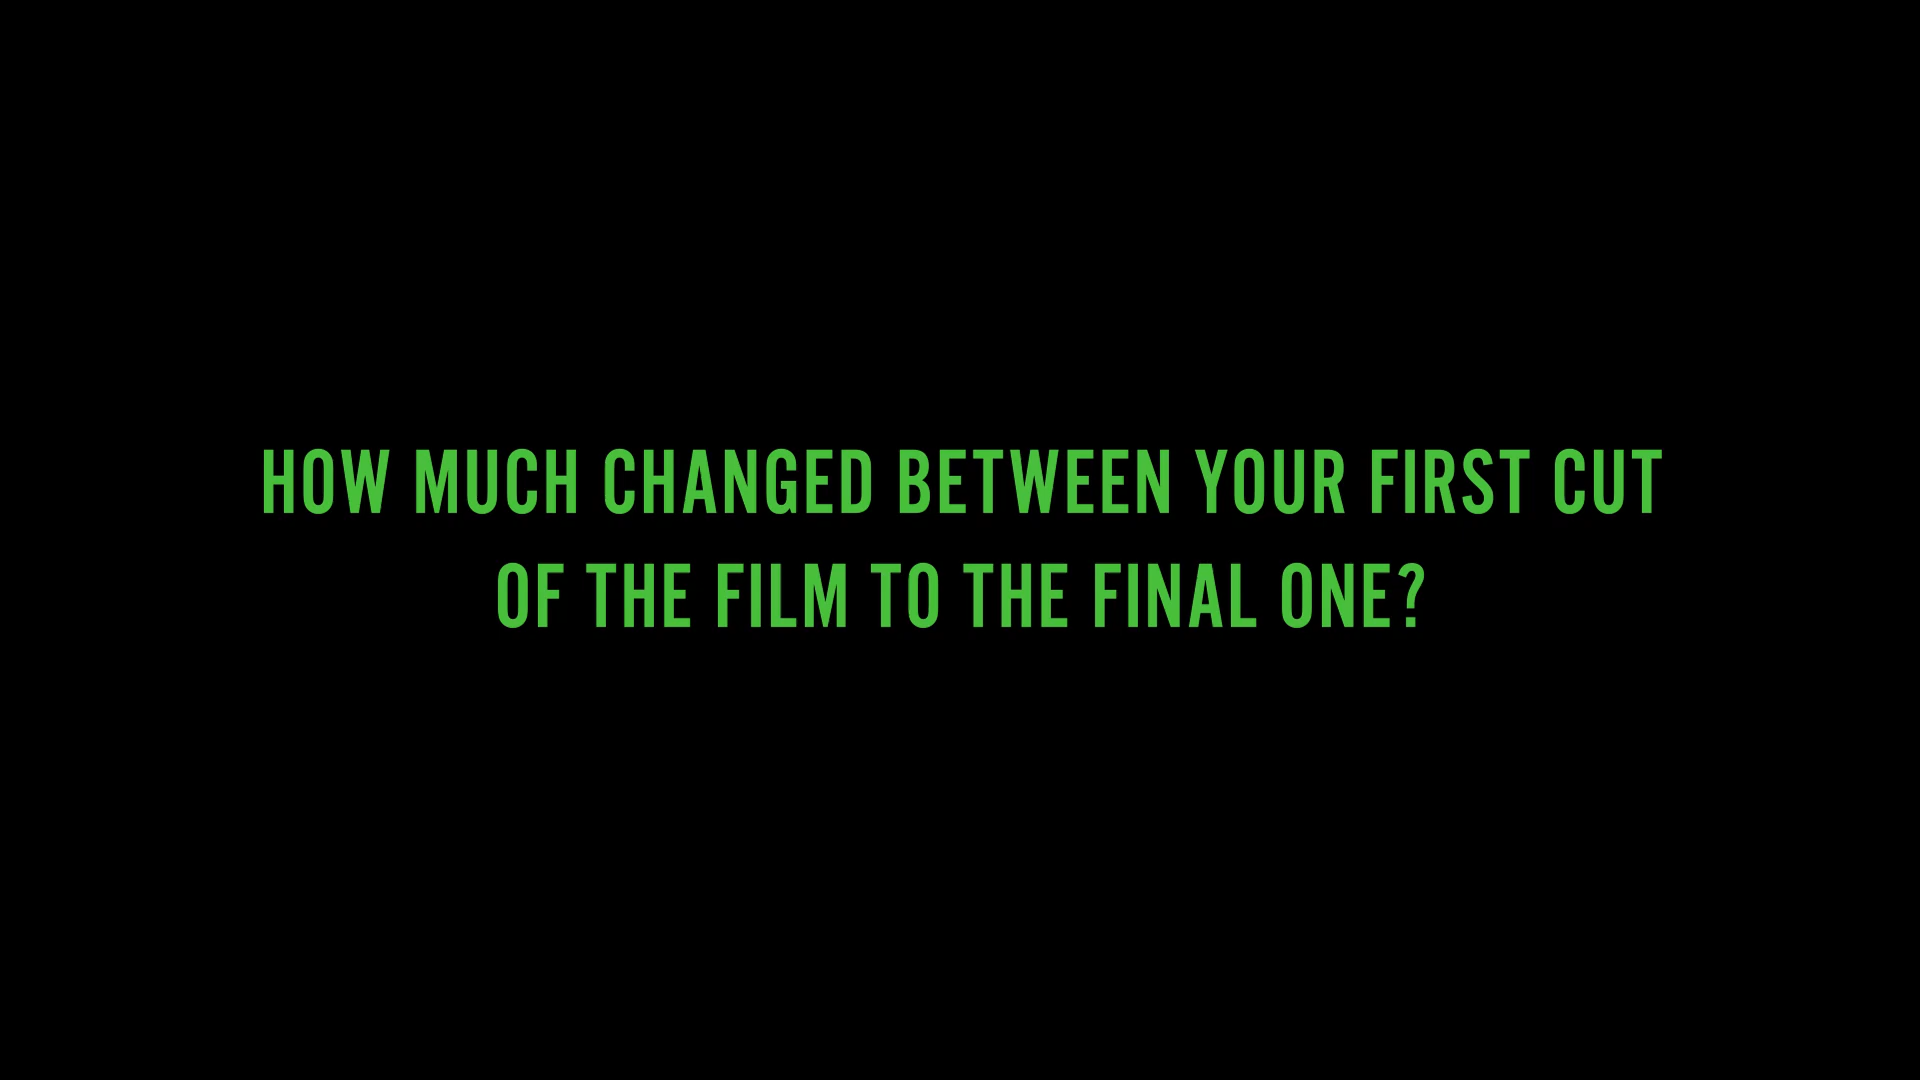 HOW MUCH CHANGED BETWEEN YOUR FIRST CUT
OF THE FILM TO THE FINAL ONE?